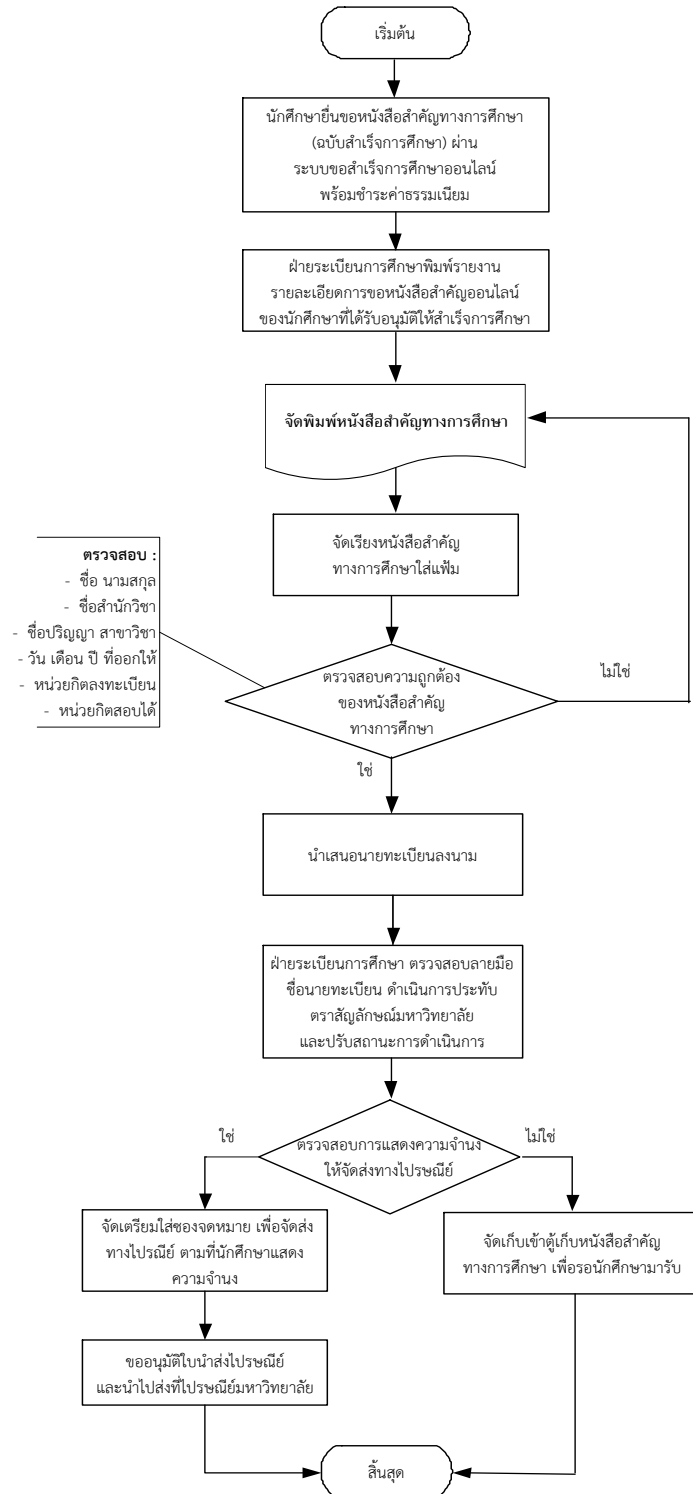 เริ่มต้น
นักศึกษายื่นขอหนังสือสำคัญทางการศึกษา
(ฉบับสำเร็จการศึกษา) ผ่าน
ระบบขอสำเร็จการศึกษาออนไลน์
พร้อมชำระค่าธรรมเนียม
ฝ่ายระเบียนการศึกษาพิมพ์รายงาน
รายละเอียดการขอหนังสือสำคัญออนไลน์
ของนักศึกษาที่ได้รับอนุมัติให้สำเร็จการศึกษา
จัดพิมพ์หนังสือสำคัญทางการศึกษา
จัดเรียงหนังสือสำคัญ
ทางการศึกษาใส่แฟ้ม
ตรวจสอบ :
- ชื่อ นามสกุล
- ชื่อสำนักวิชา
- ชื่อปริญญา สาขาวิชา
- วัน เดือน ปี ที่ออกให้
- หน่วยกิตลงทะเบียน
- หน่วยกิตสอบได้
ตรวจสอบความถูกต้อง
ของหนังสือสำคัญ
ทางการศึกษา
ไม่ใช่
ใช่
นำเสนอนายทะเบียนลงนาม
ฝ่ายระเบียนการศึกษา ตรวจสอบลายมือ
ชื่อนายทะเบียน ดำเนินการประทับ
ตราสัญลักษณ์มหาวิทยาลัย
และปรับสถานะการดำเนินการ
ใช่
ไม่ใช่
ตรวจสอบการแสดงความจำนง
ให้จัดส่งทางไปรษณีย์
จัดเตรียมใส่ซองจดหมาย เพื่อจัดส่ง
ทางไปรณีย์ ตามที่นักศึกษาแสดง
ความจำนง
จัดเก็บเข้าตู้เก็บหนังสือสำคัญ
ทางการศึกษา เพื่อรอนักศึกษามารับ
ขออนุมัติใบนำส่งไปรษณีย์
และนำไปส่งที่ไปรษณีย์มหาวิทยาลัย
สิ้นสุด